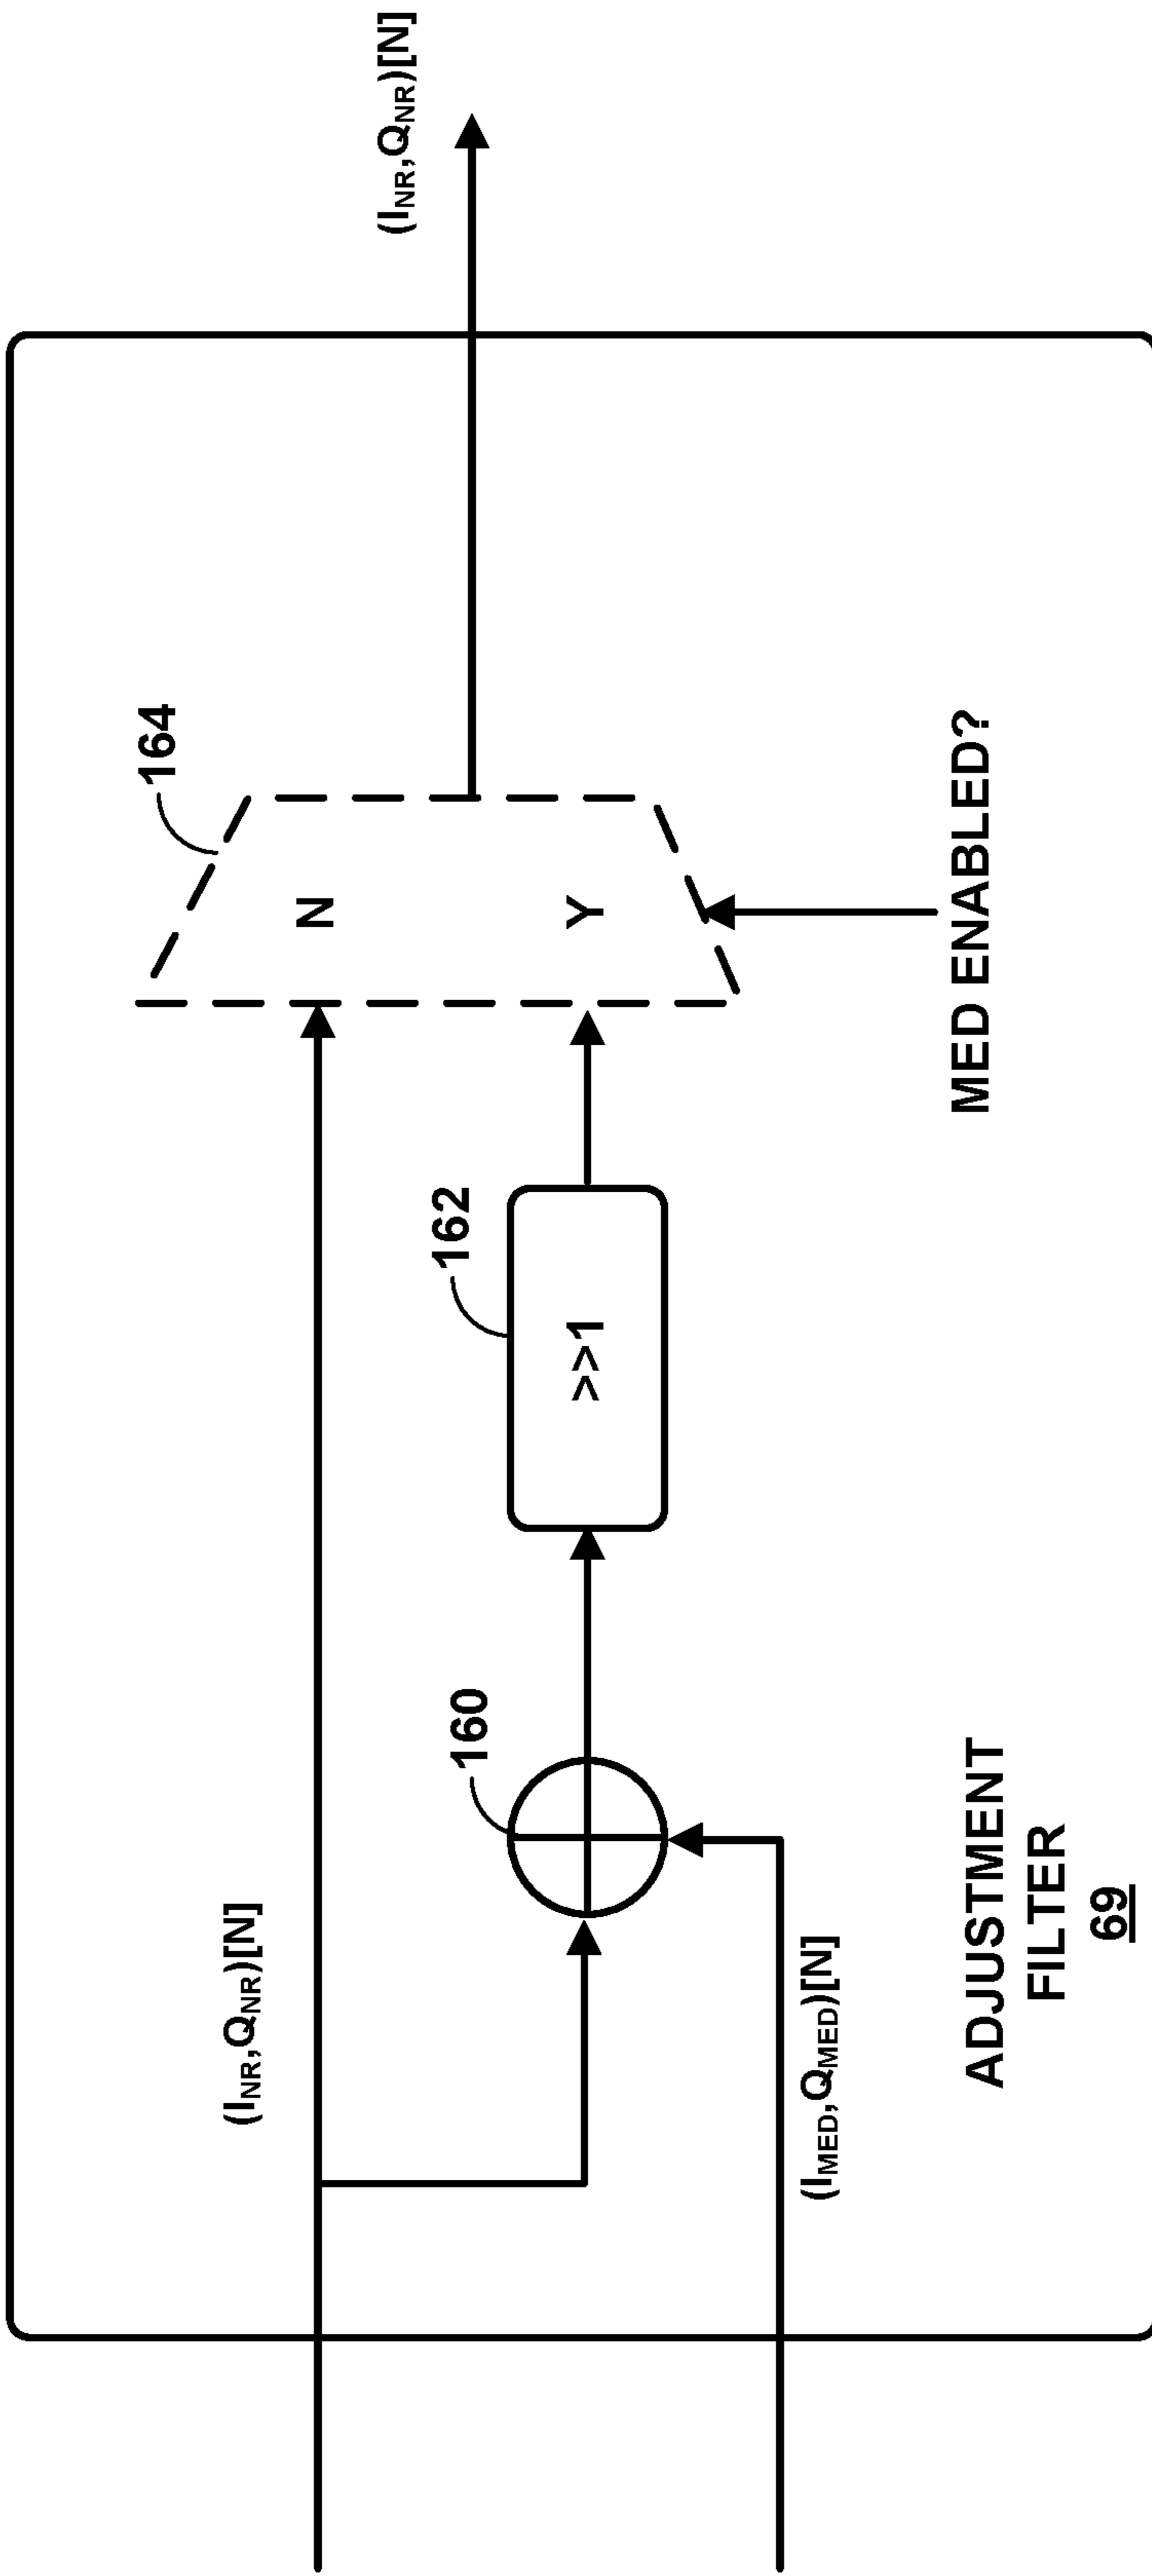 (INR,QNR)[N]
164
(INR,QNR)[N]
N
162
160
>>1
Y
(IMED,QMED)[N]
MED ENABLED?
ADJUSTMENT
FILTER
69